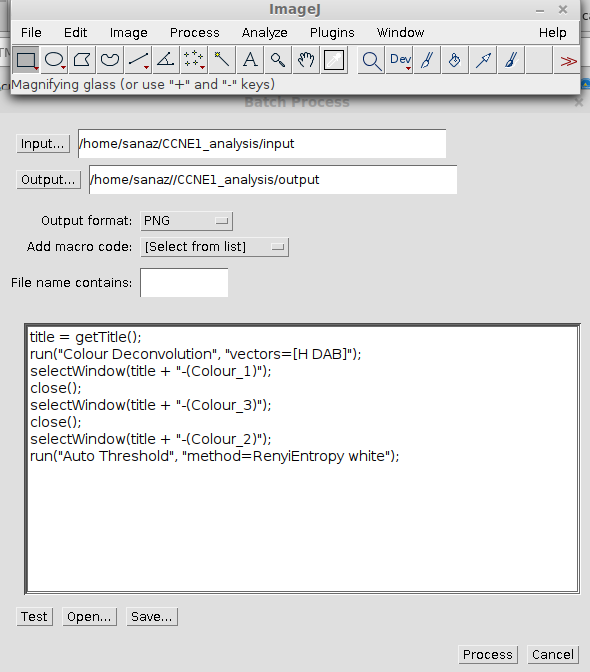 ImageJ
File Edit Image Process Analyze Plugins Window Help
A Dev >>
Magnifying glass (or use "+" and "-" keys)
Batch Process
Input... /home/sanaz/CCNE1_analysis/input
Output... /home/sanaz//CCNE1_analysis/output
Output format: PNG
Add macro code: [Select from list]
File name contains:
title = getTitle();
run("Colour Deconvolution", "vectors=[H DAB]");
selectWindow(title + "-(Colour_1)");
close();
selectWindow(title + "-(Colour_3)");
close();
selectWindow(title + "-(Colour_2)");
run("Auto Threshold", "method=RenyiEntropy white");
Test Open... Save...
Process Cancel